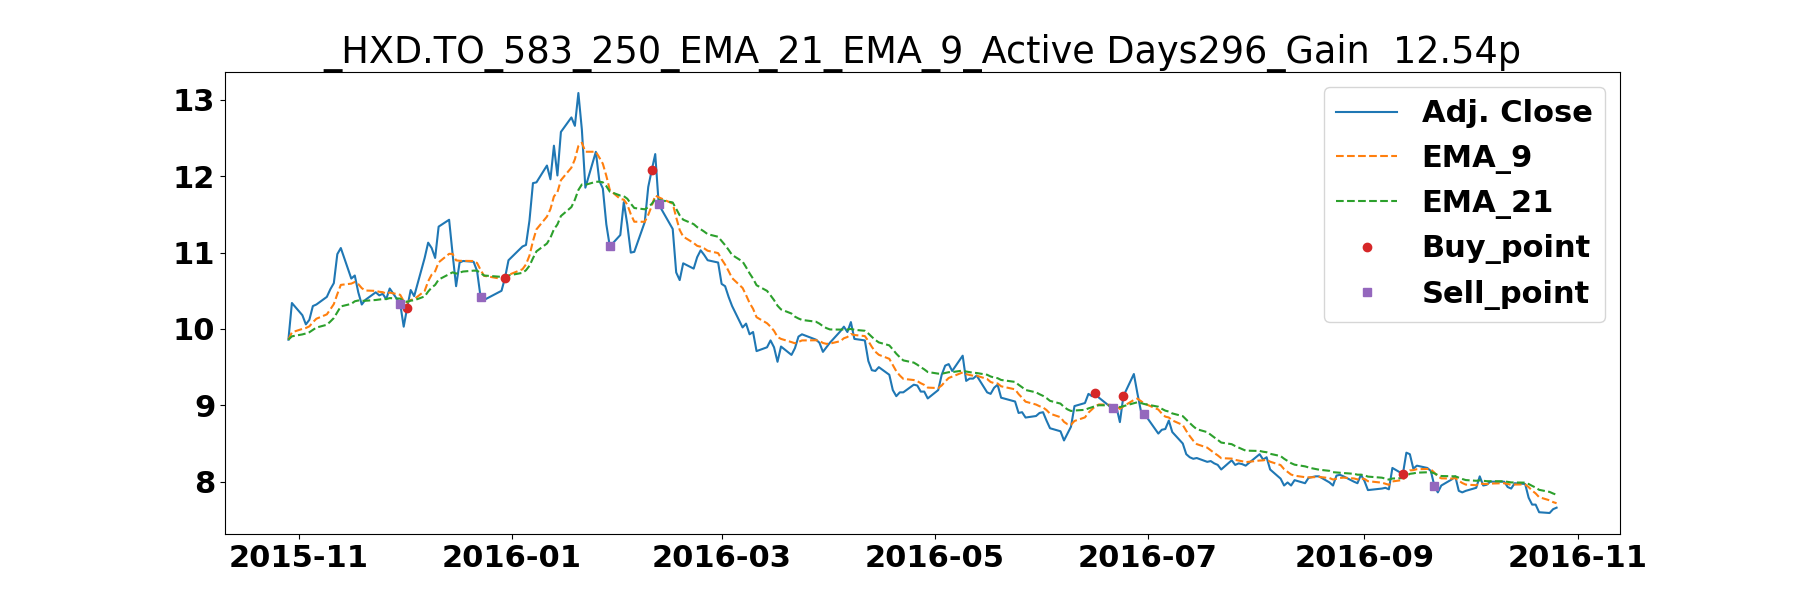 _HXD.TO_583_250_EMA_21_EMA_9_Active Days296_Gain  12.54p
13
12
11
10
9
8
Adj. Close
EMA_9
EMA_21
Buy_point
Sell_point
2015-11 2016-01 2016-03 2016-05 2016-07 2016-09 2016-11